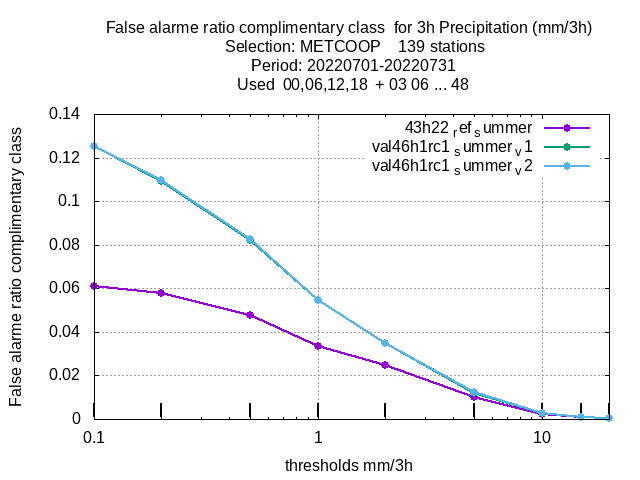 False alarme ratio complimentary class  for 3h Precipitation (mm/3h)
Selection: METCOOP    139 stations
Period: 20220701-20220731
Used  00,06,12,18  + 03 06 ... 48
43h22 ref summer
val46h1rc1 summer v1
val46h1rc1 summer v2
False alarme ratio complimentary class
0.14
0.12
0.1
0.08
0.06
0.04
0.02
0
0.1
1
10
thresholds mm/3h